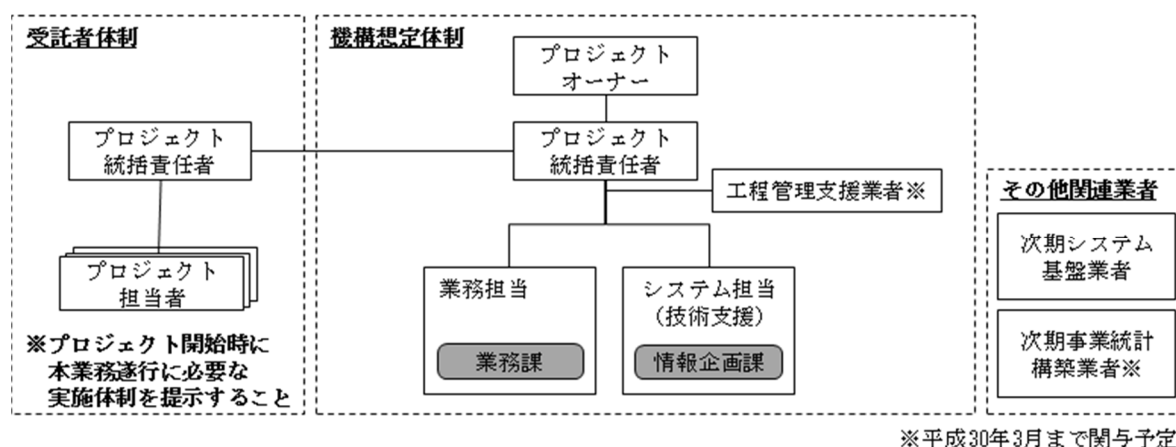 受託者体制
プロジェクト
統括責任者
プロジェクト
担当者
※プロジェクト開始時に
本業務遂行に必要な
実施体制を提示すること
機構想定体制
プロジェクト
オーナー
プロジェクト
統括責任者
工程管理支援業者※
業務担当
業務課
システム担当
（技術支援）
情報企画課
その他関連業者
次期システム
基盤業者
次期事業統計
構築業者※
※平成30年3月まで関与予定